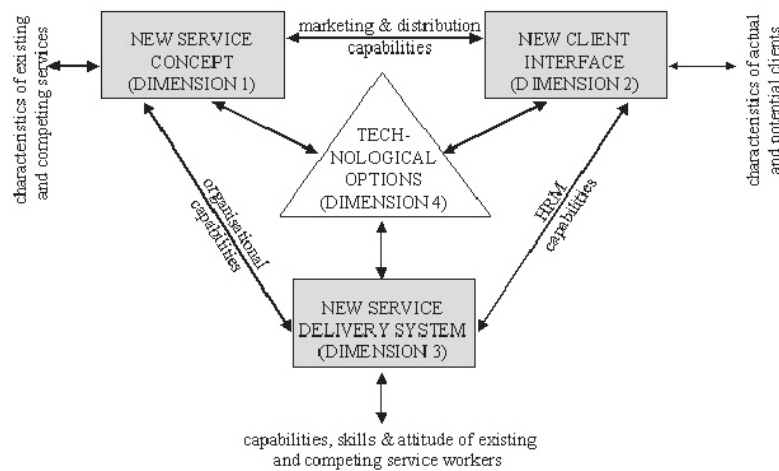 marketing & distribution
capabilities
NEW SERVICE
CONCEPT
(DIMENSION 1)
NEW CLIENT
INTERFACE
(DIMENSION 2)
characteristics of existing
and competing services
characteristics of actual
and potential clients
TECH-
NOLOGICAL
OPTIONS
(DIMENSION 4)
organisational
capabilities
HRM
capabilities
NEW SERVICE
DELIVERY SYSTEM
(DIMENSION 3)
capabilities, skills & attitude of existing
and competing service workers